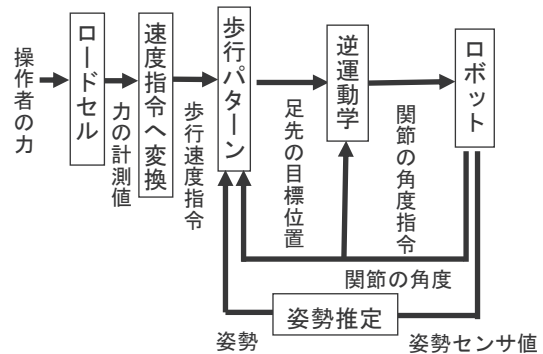 操作者の力
ロードセル
力の計測値
速度指令へ変換
歩行速度指令
歩行パターン
足先の目標位置
逆運動学
関節の角度指令
ロボット
関節の角度
姿勢推定
姿勢
姿勢センサ値